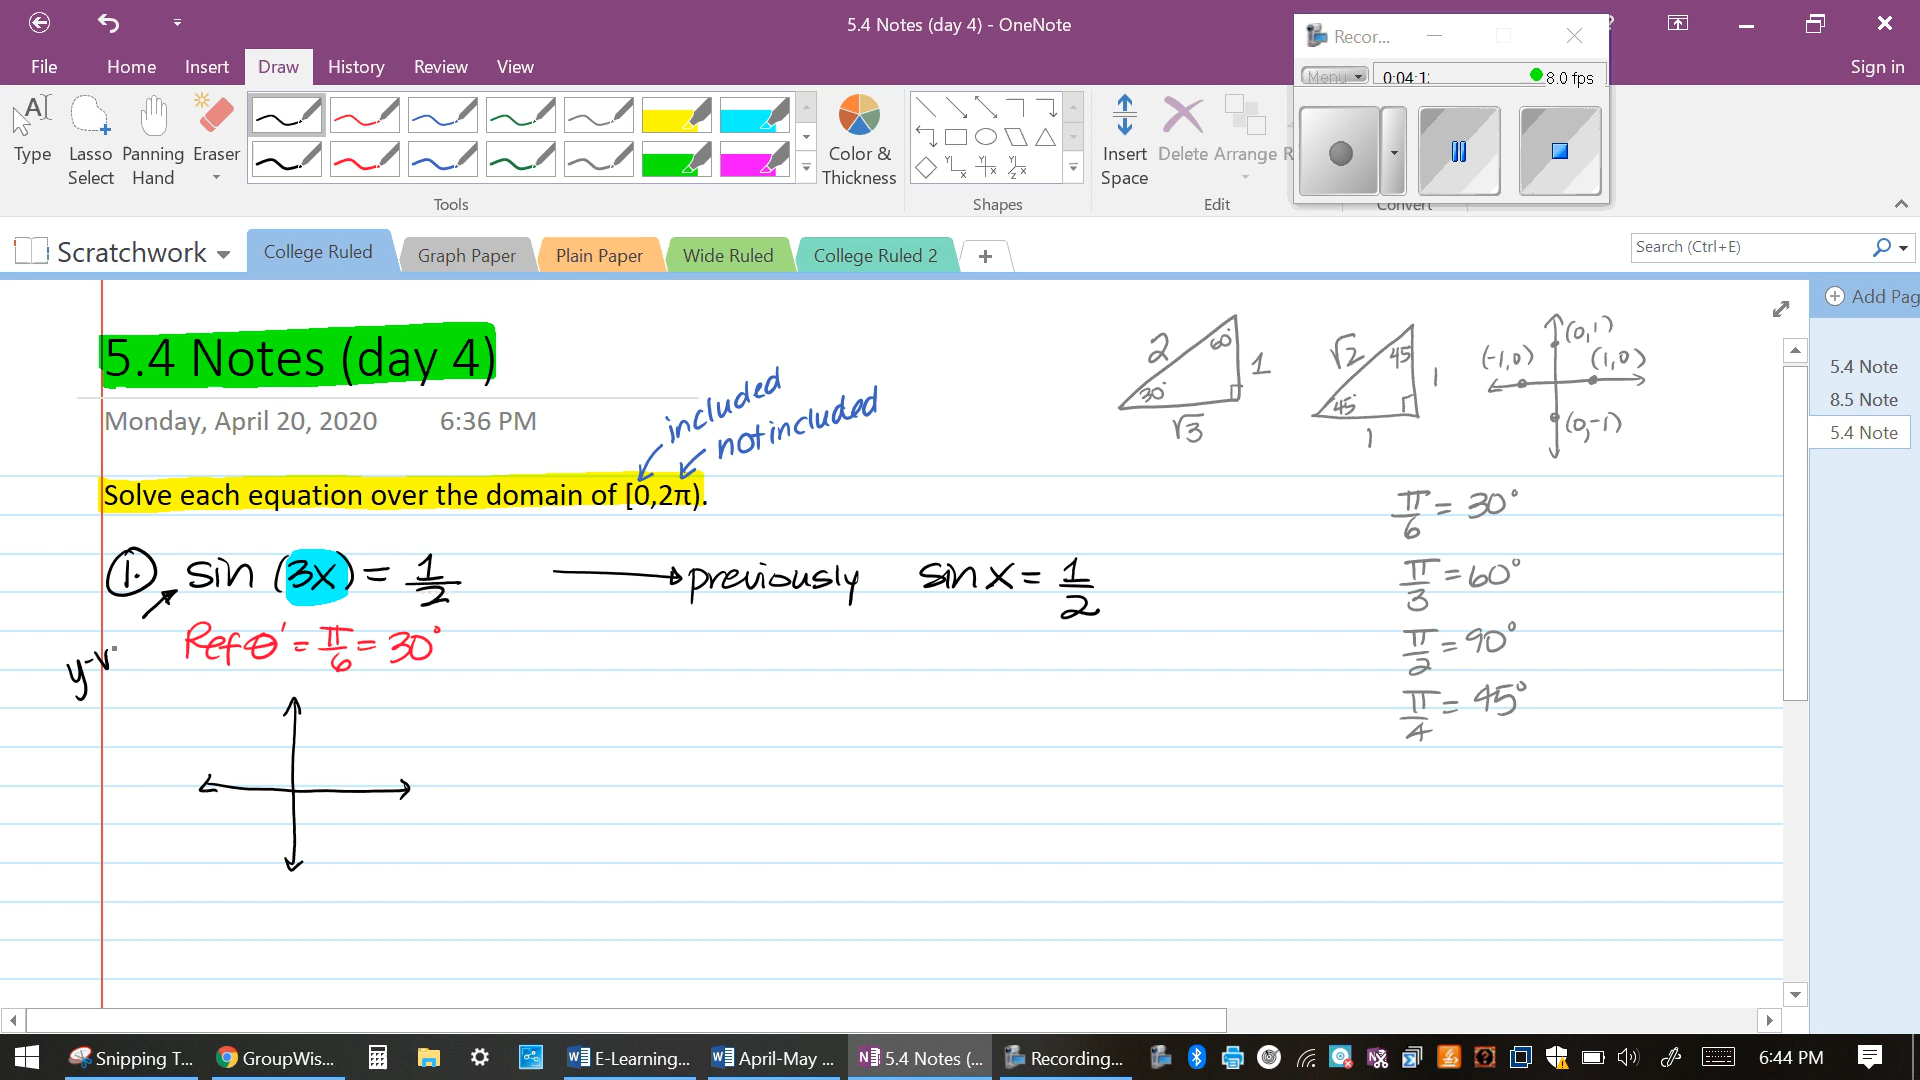 5.4 Notes (day 4) - OneNote
Recor...
File Home Insert Draw History Review View
Sign in
Menu
8.0 fps
Type
Lasso Select
Panning Hand
Eraser
Color & Thickness
Insert Space
Delete
Arrange
Tools
Shapes
Edit
Convert
Scratchwork
College Ruled
Graph Paper
Plain Paper
Wide Ruled
College Ruled 2
+
Search (Ctrl+E)
Add Pag
5.4 Note
8.5 Note
5.4 Note
5.4 Notes (day 4)
Monday, April 20, 2020 6:36 PM
included
not included
Solve each equation over the domain of [0,2π).
2 60° 1 30° √3
√2 45 1 45° 1
(0,1) (-1,0) (1,0) (0,-1)
π/6 = 30°
π/3 = 60°
π/2 = 90°
π/4 = 45°
1. sin (3x) = 1/2 → previously sin x = 1/2
Ref θ' = π/6 = 30°
y-v
Snipping T...
GroupWis...
E-Learning...
April-May ...
5.4 Notes (...
Recording...
6:44 PM